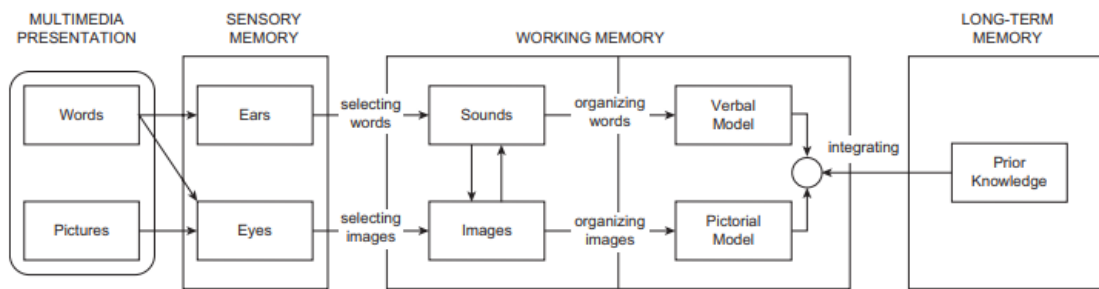 MULTIMEDIA
PRESENTATION
SENSORY
MEMORY
WORKING MEMORY
LONG-TERM
MEMORY
Words
Ears
selecting
words
Sounds
organizing
words
Verbal
Model
integrating
Prior
Knowledge
Pictures
Eyes
selecting
images
Images
organizing
images
Pictorial
Model